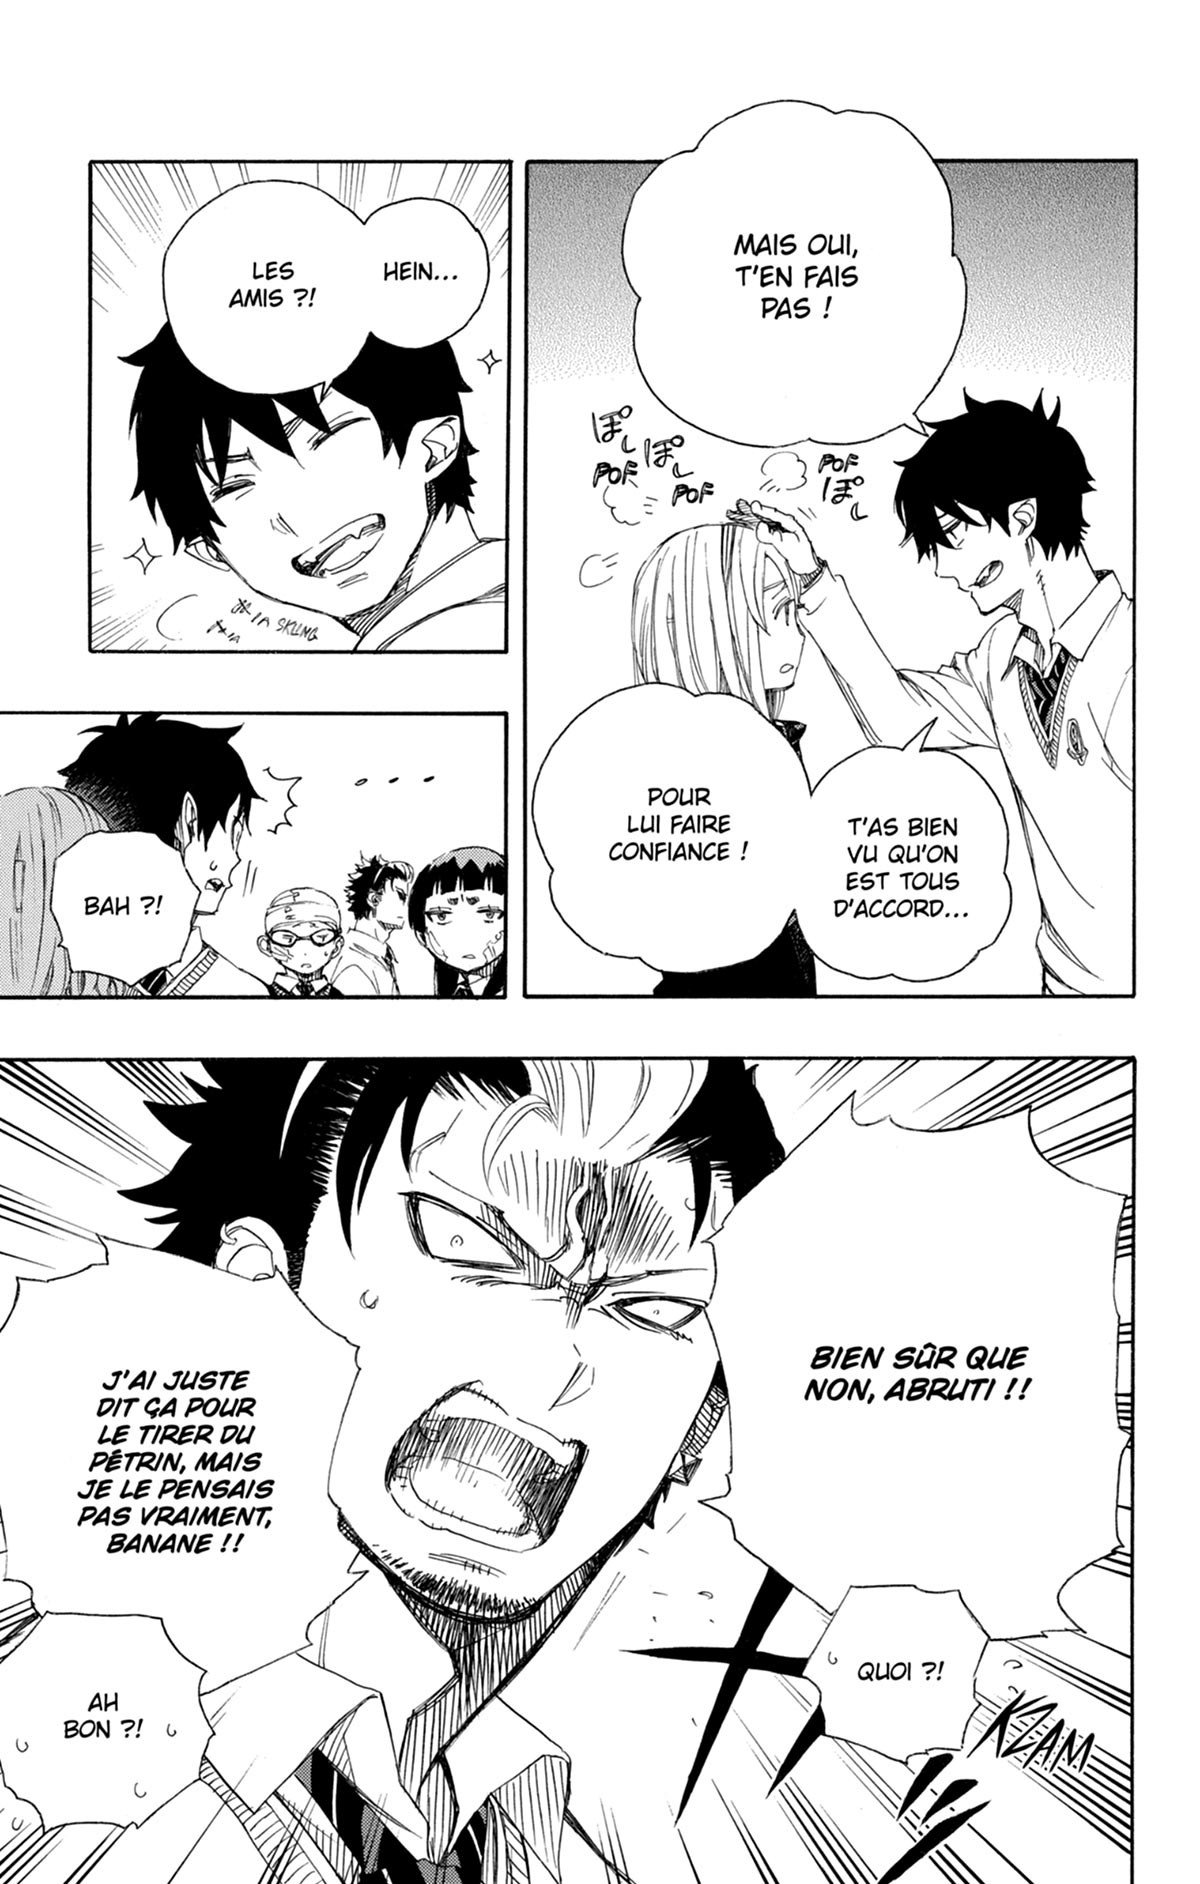 MAIS OUI,
T'EN FAIS
PAS !
ぽしぽし
POF
POF
POF
ぽし
T'AS BIEN
VU QU'ON
EST TOUS
D'ACCORD...
POUR
LUI FAIRE
CONFIANCE !
HEIN...
LES
AMIS ?!
SKLING
BAH ?!
BIEN SÛR QUE
NON, ABRUTI !!
QUOI ?!
KZAM
J'AI JUSTE
DIT ÇA POUR
LE TIRER DU
PÉTRIN, MAIS
JE LE PENSAIS
PAS VRAIMENT,
BANANE !!
AH
BON ?!